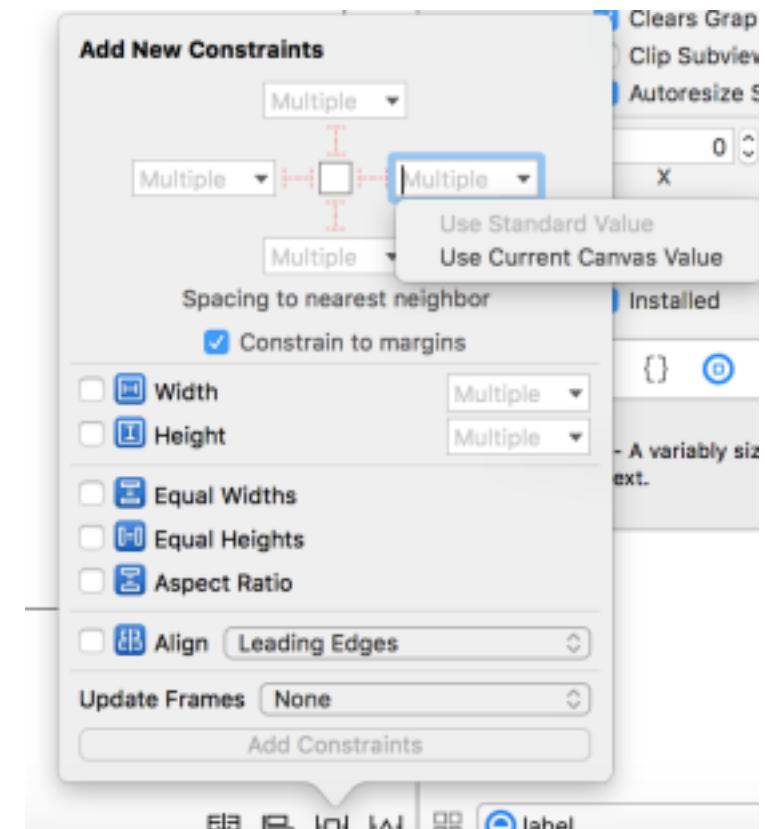 Add New Constraints
Multiple
Multiple
Multiple
Use Standard Value
Use Current Canvas Value
Multiple
Spacing to nearest neighbor
Constrain to margins
Width Multiple
Height Multiple
Equal Widths
Equal Heights
Aspect Ratio
Align Leading Edges
Update Frames None
Add Constraints
Clears Grap
Clip Subview
Autoresize S
0
X
Installed
{}
D
- A variably siz
ext.
label